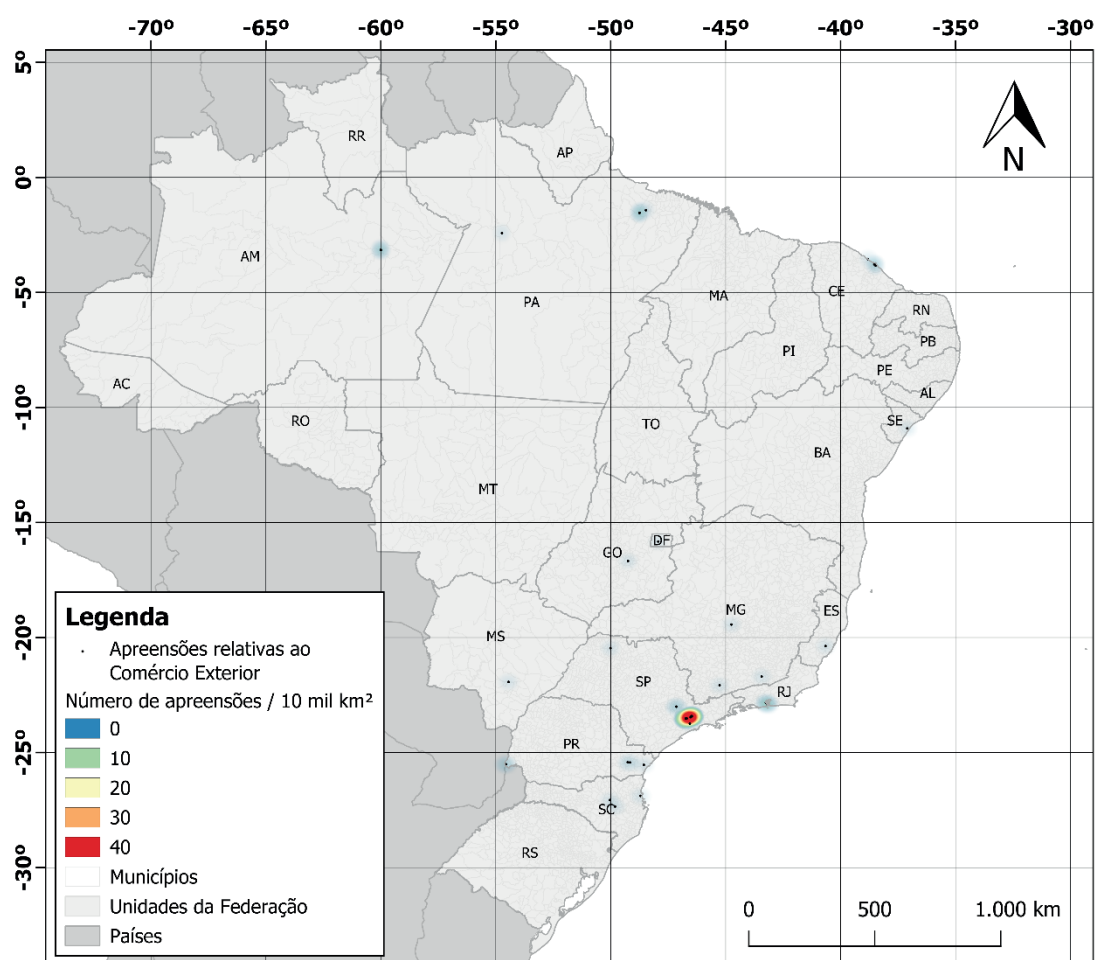 -70º -65º -60º -55º -50º -45º -40º -35º -30º
5º
0º
-5º
-10º
-15º
-20º
-25º
-30º
N
RR
AP
AM
PA
MA
CE
RN
PB
PI
PE
AC
AL
RO
TO
SE
BA
MT
GO
DF
MG
ES
MS
SP
RJ
PR
SC
RS
Legenda
Apreensões relativas ao
Comércio Exterior
Número de apreensões / 10 mil km²
0
10
20
30
40
Municípios
Unidades da Federação
Países
0 500 1.000 km